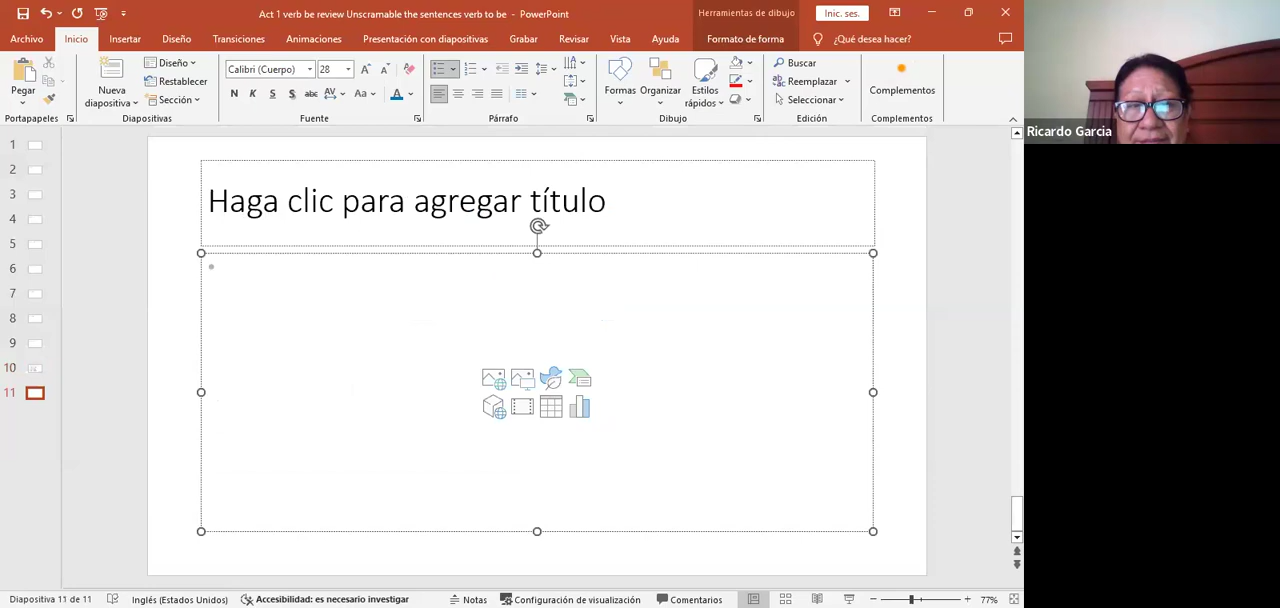 Act 1 verb be review Unscramable the sentences verb to be - PowerPoint
Herramientas de dibujo
Inic. ses.
Archivo Inicio Insertar Diseño Transiciones Animaciones Presentación con diapositivas Grabar Revisar Vista Ayuda Formato de forma ¿Qué desea hacer?
Pegar
Nueva diapositiva
Diseño
Restablecer
Sección
Calibri (Cuerpo) 28
N K S S abc AV Aa A
Formas Organizar Estilos rápidos
Buscar
Reemplazar
Seleccionar
Complementos
Portapapeles Diapositivas Fuente Párrafo Dibujo Edición Complementos
Ricardo Garcia
1
2
3
4
5
6
7
8
9
10
11
Haga clic para agregar título
Diapositiva 11 de 11 Inglés (Estados Unidos) Accesibilidad: es necesario investigar Notas Configuración de visualización Comentarios 77%